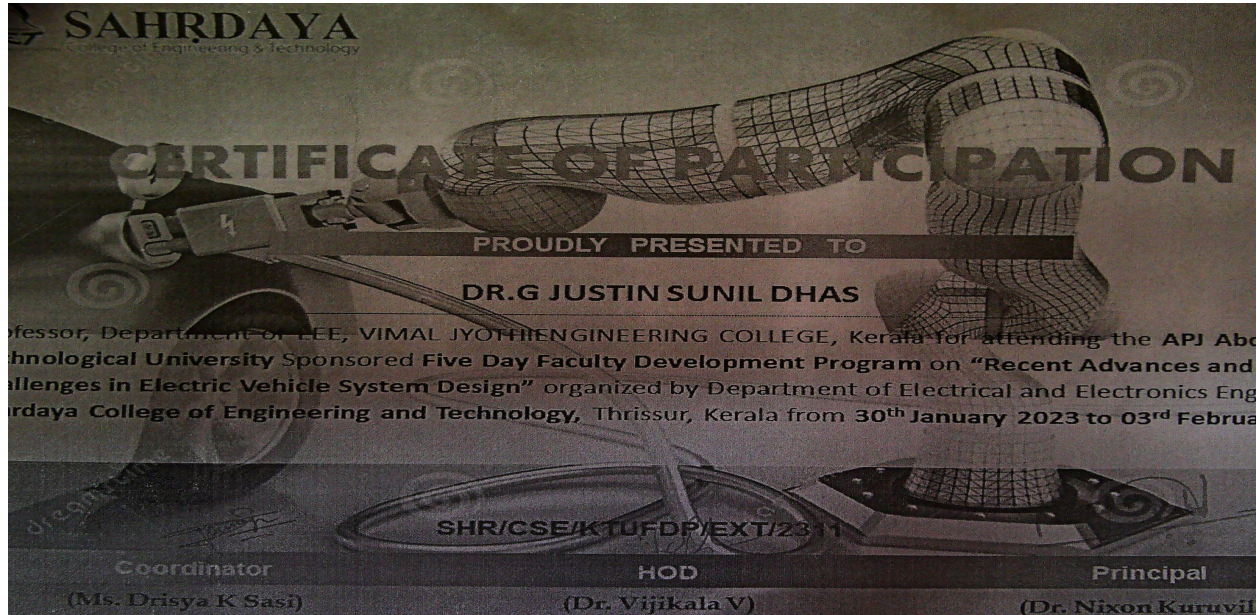 SAHRDAYA
College of Engineering & Technology
CERTIFICATE OF PARTICIPATION
PROUDLY PRESENTED TO
DR.G JUSTIN SUNIL DHAS
ofessor, Department of EEE, VIMAL JYOTHIENGINEERING COLLEGE, Kerala for attending the APJ Abd
chnological University Sponsored Five Day Faculty Development Program on "Recent Advances and
allenges in Electric Vehicle System Design" organized by Department of Electrical and Electronics Eng
ardaya College of Engineering and Technology, Thrissur, Kerala from 30th January 2023 to 03rd Februa
dreamstime
SHR/CSE/KTUFDP/EXT/2311
Coordinator HOD Principal
(Ms. Drisya K Sasi) (Dr. Vijikala V) (Dr. Nixon Kuruvil